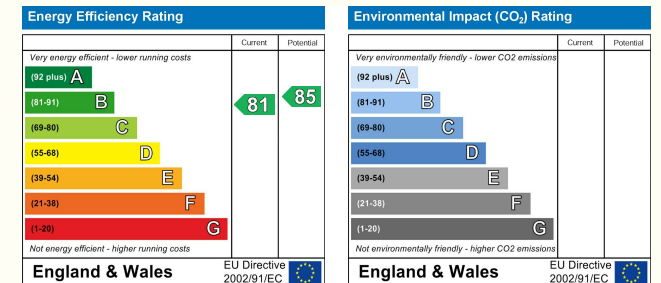 Energy Efficiency Rating
Current Potential
Very energy efficient - lower running costs
(92 plus) A
(81-91) B
(69-80) C
(55-68) D
(39-54) E
(21-38) F
(1-20) G
81
85
Not energy efficient - higher running costs
England & Wales
EU Directive
2002/91/EC
Environmental Impact (CO₂) Rating
Current Potential
Very environmentally friendly - lower CO2 emissions
(92 plus) A
(81-91) B
(69-80) C
(55-68) D
(39-54) E
(21-38) F
(1-20) G
Not environmentally friendly - higher CO2 emissions
England & Wales
EU Directive
2002/91/EC